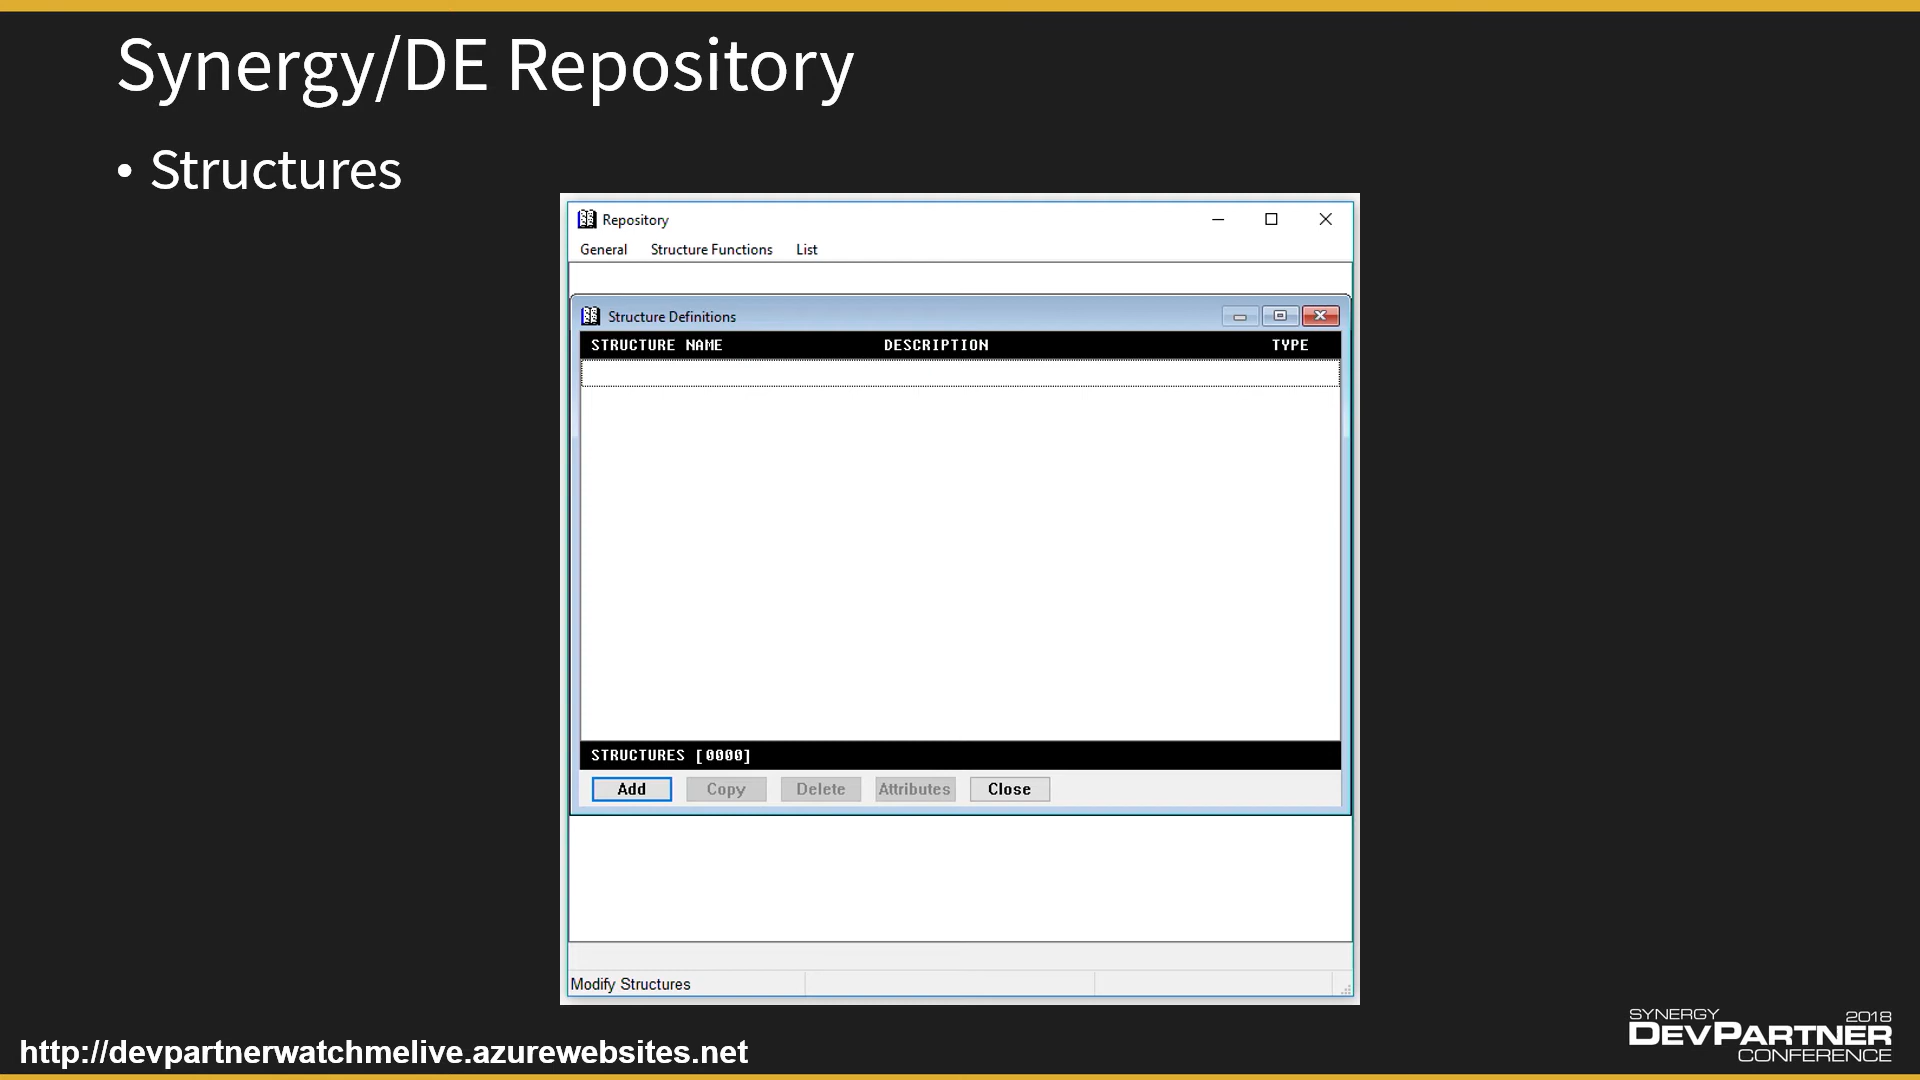 Synergy/DE Repository
• Structures
Repository
General Structure Functions List
Structure Definitions
STRUCTURE NAME DESCRIPTION TYPE
STRUCTURES [0000]
Add Copy Delete Attributes Close
Modify Structures
http://devpartnerwatchmelive.azurewebsites.net
SYNERGY 2018
DEVPARTNER
CONFERENCE